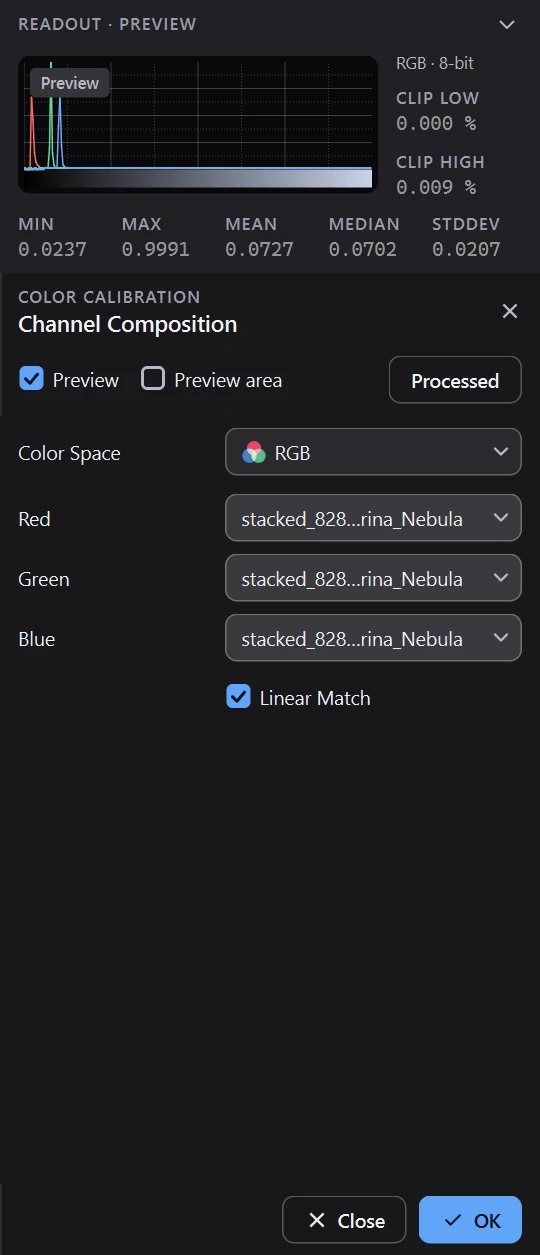 READOUT · PREVIEW
Preview
RGB · 8-bit
CLIP LOW
0.000 %
CLIP HIGH
0.009 %
MIN MAX MEAN MEDIAN STDDEV
0.0237 0.9991 0.0727 0.0702 0.0207
COLOR CALIBRATION
Channel Composition
Preview Preview area Processed
Color Space RGB
Red stacked_828...rina_Nebula
Green stacked_828...rina_Nebula
Blue stacked_828...rina_Nebula
Linear Match
Close OK